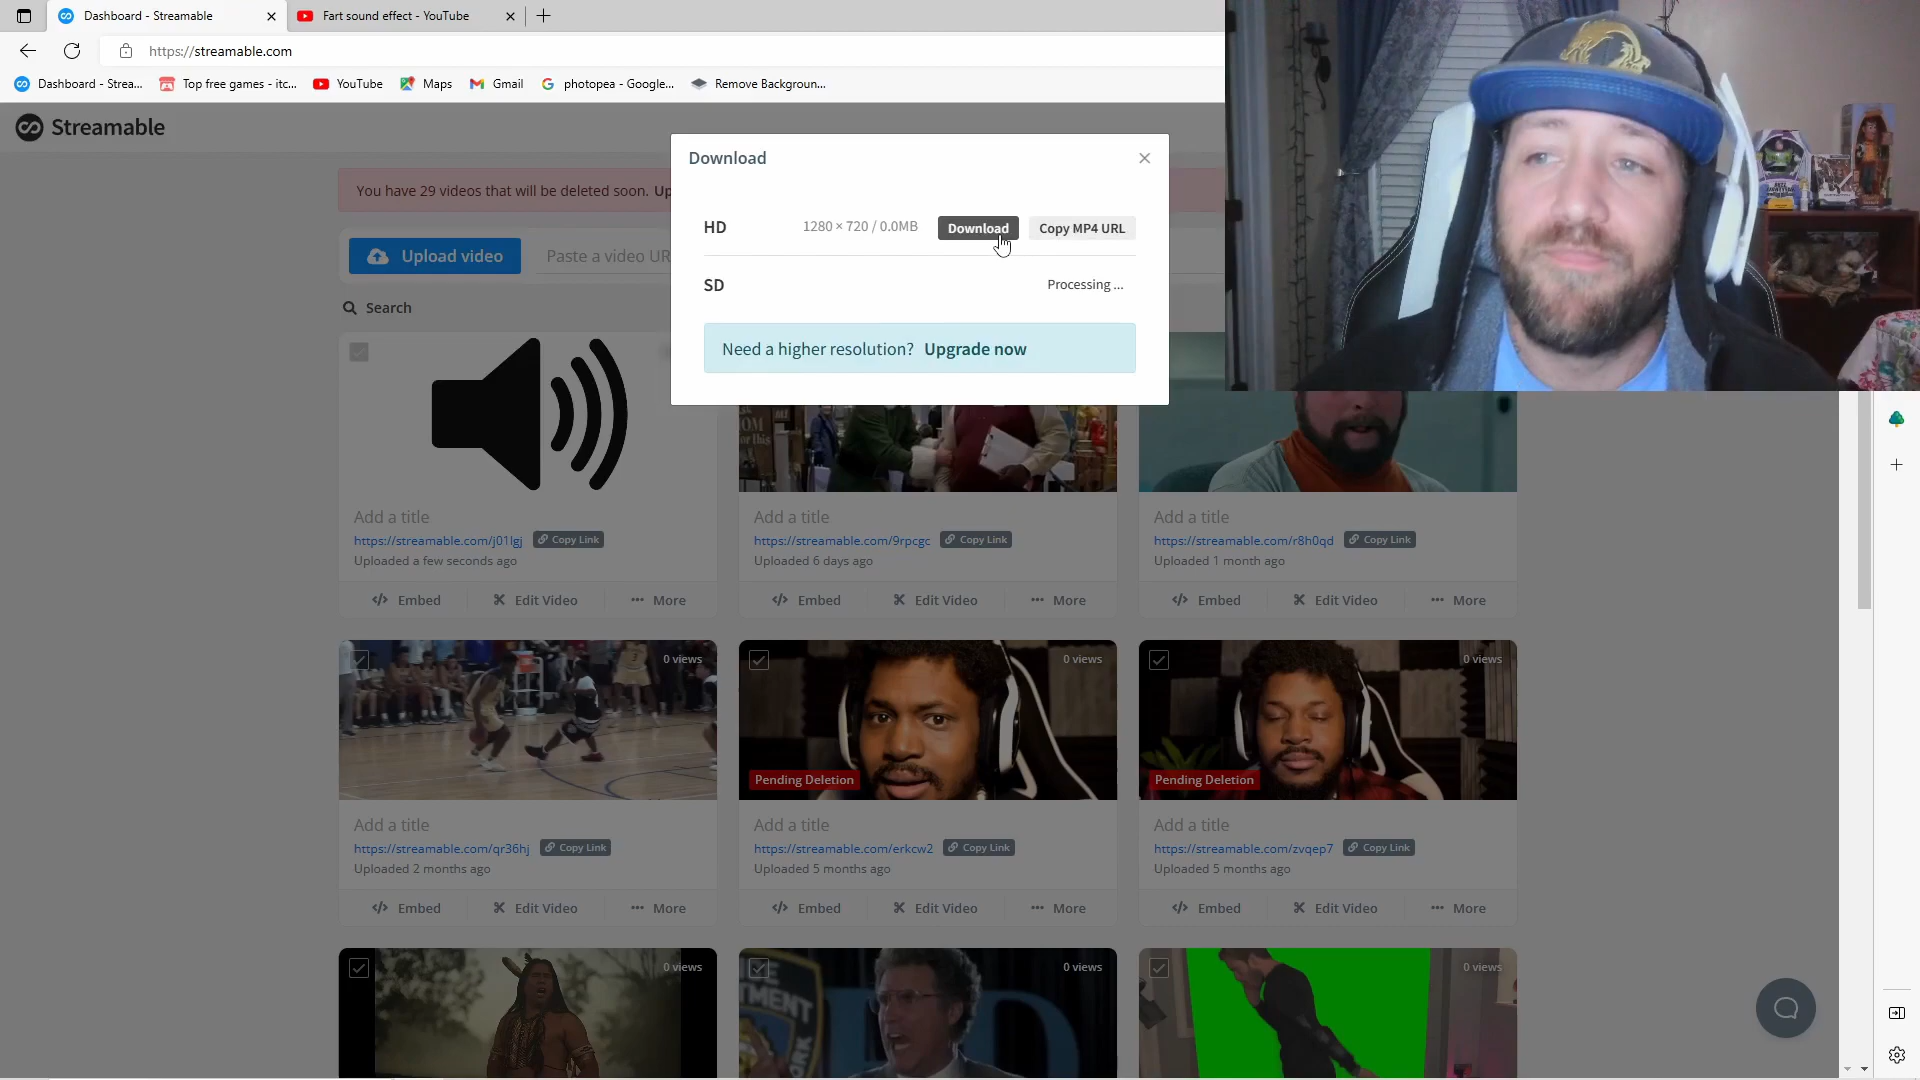 Dashboard - Streamable
Fart sound effect - YouTube
https://streamable.com
Dashboard - Strea...
Top free games - itc...
YouTube
Maps
Gmail
photopea - Google...
Remove Backgroun...
Streamable
Download
You have 29 videos that will be deleted soon. Up
HD
1280 × 720 / 0.0MB
Download
Copy MP4 URL
Upload video
Paste a video UR
SD
Processing ...
Search
Need a higher resolution? Upgrade now
Add a title
https://streamable.com/j01lgj
Copy Link
Uploaded a few seconds ago
Embed
Edit Video
More
Add a title
https://streamable.com/9rpcgc
Copy Link
Uploaded 6 days ago
Embed
Edit Video
More
Add a title
https://streamable.com/r8h0qd
Copy Link
Uploaded 1 month ago
Embed
Edit Video
More
0 views
Add a title
https://streamable.com/qr36hj
Copy Link
Uploaded 2 months ago
Embed
Edit Video
More
0 views
Pending Deletion
Add a title
https://streamable.com/erkcw2
Copy Link
Uploaded 5 months ago
Embed
Edit Video
More
0 views
Pending Deletion
Add a title
https://streamable.com/zvqep7
Copy Link
Uploaded 5 months ago
Embed
Edit Video
More
0 views
0 views
0 views